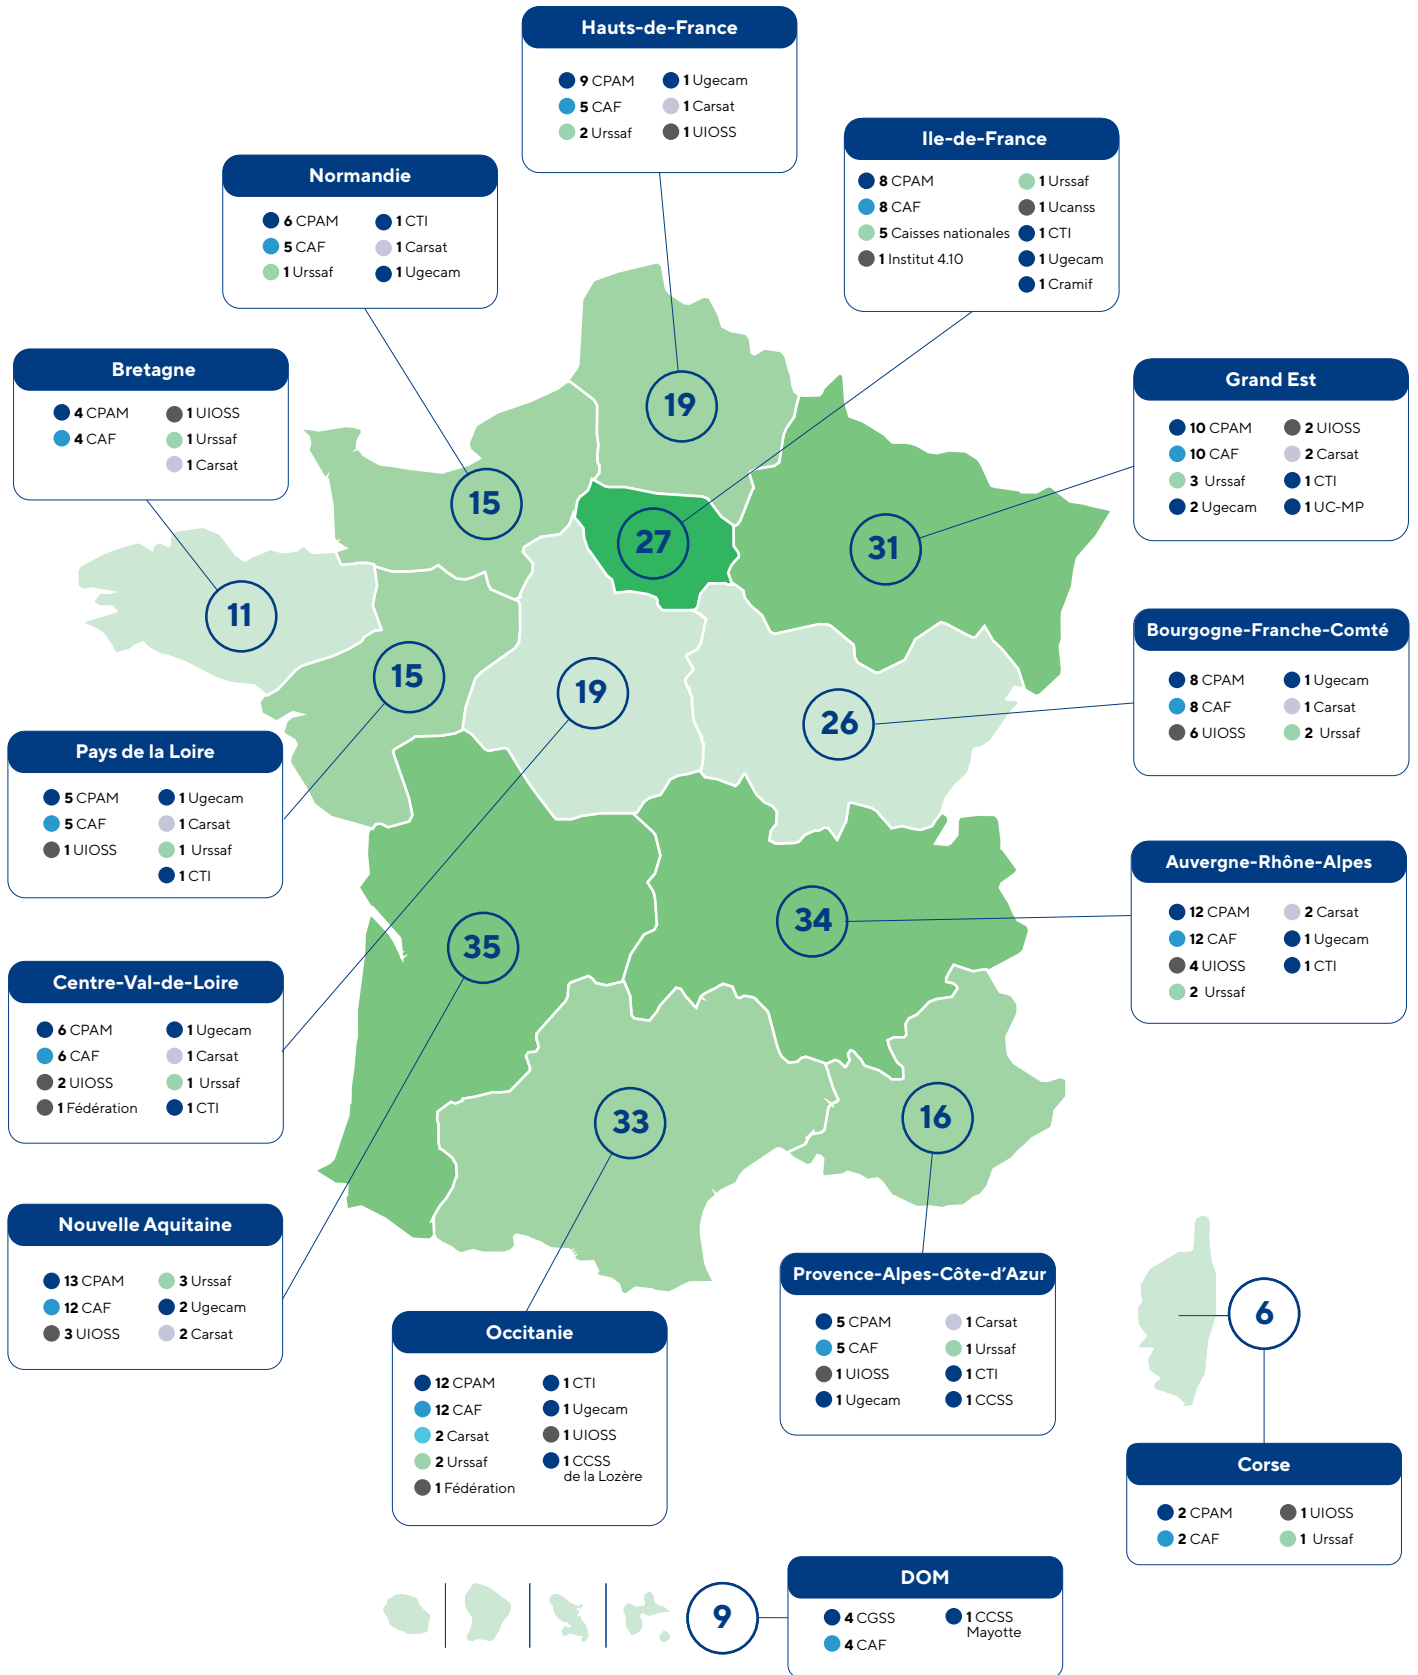 Hauts-de-France
9 CPAM
5 CAF
2 Urssaf
1 Ugecam
1 Carsat
1 UIOSS
Ile-de-France
8 CPAM
8 CAF
5 Caisses nationales
1 Institut 4.10
1 Urssaf
1 Ucanss
1 CTI
1 Ugecam
1 Cramif
Normandie
6 CPAM
5 CAF
1 Urssaf
1 CTI
1 Carsat
1 Ugecam
Bretagne
4 CPAM
4 CAF
1 UIOSS
1 Urssaf
1 Carsat
Grand Est
10 CPAM
10 CAF
3 Urssaf
2 Ugecam
2 UIOSS
2 Carsat
1 CTI
1 UC-MP
19
15
27
31
11
15
19
26
Bourgogne-Franche-Comté
8 CPAM
8 CAF
6 UIOSS
1 Ugecam
1 Carsat
2 Urssaf
Pays de la Loire
5 CPAM
5 CAF
1 UIOSS
1 Ugecam
1 Carsat
1 Urssaf
1 CTI
Auvergne-Rhône-Alpes
12 CPAM
12 CAF
4 UIOSS
2 Urssaf
2 Carsat
1 Ugecam
1 CTI
34
35
Centre-Val-de-Loire
6 CPAM
6 CAF
2 UIOSS
1 Fédération
1 Ugecam
1 Carsat
1 Urssaf
1 CTI
33
16
Nouvelle Aquitaine
13 CPAM
12 CAF
3 UIOSS
3 Urssaf
2 Ugecam
2 Carsat
Provence-Alpes-Côte-d'Azur
5 CPAM
5 CAF
1 UIOSS
1 Ugecam
1 Carsat
1 Urssaf
1 CTI
1 CCSS
6
Occitanie
12 CPAM
12 CAF
2 Carsat
2 Urssaf
1 Fédération
1 CTI
1 Ugecam
1 UIOSS
1 CCSS
de la Lozère
Corse
2 CPAM
2 CAF
1 UIOSS
1 Urssaf
9
DOM
4 CGSS
4 CAF
1 CCSS
Mayotte